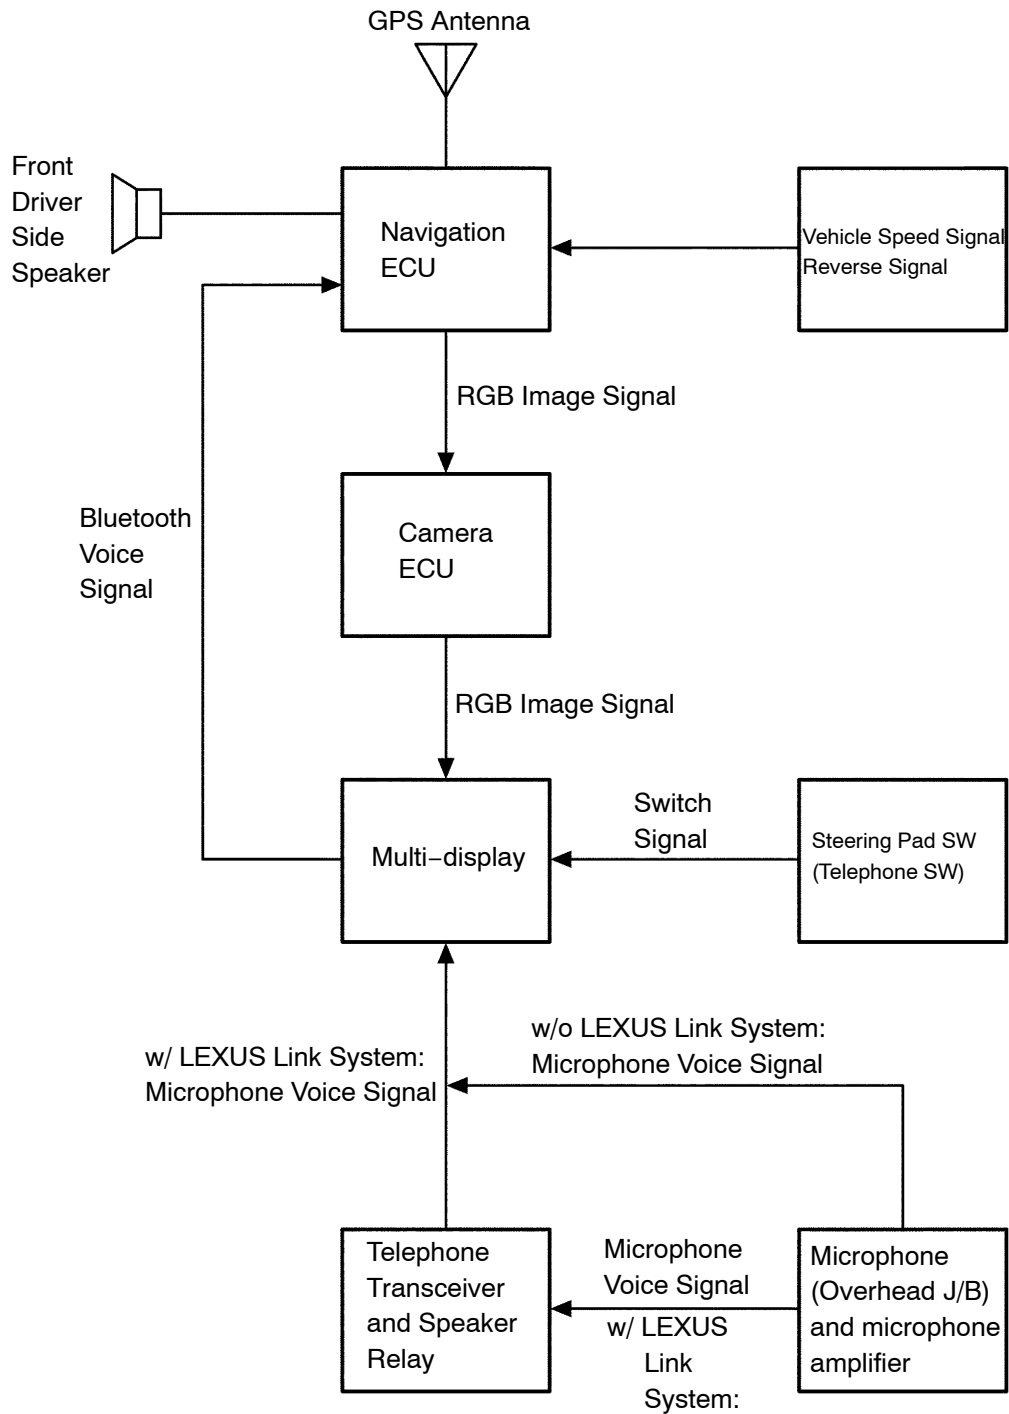 GPS Antenna
Front
Driver
Side
Speaker
Navigation
ECU
Vehicle Speed Signal
Reverse Signal
RGB Image Signal
Bluetooth
Voice
Signal
Camera
ECU
RGB Image Signal
Multi–display
Switch
Signal
Steering Pad SW
(Telephone SW)
w/ LEXUS Link System:
Microphone Voice Signal
w/o LEXUS Link System:
Microphone Voice Signal
Telephone
Transceiver
and Speaker
Relay
Microphone
Voice Signal
w/ LEXUS
Link
System:
Microphone
(Overhead J/B)
and microphone
amplifier